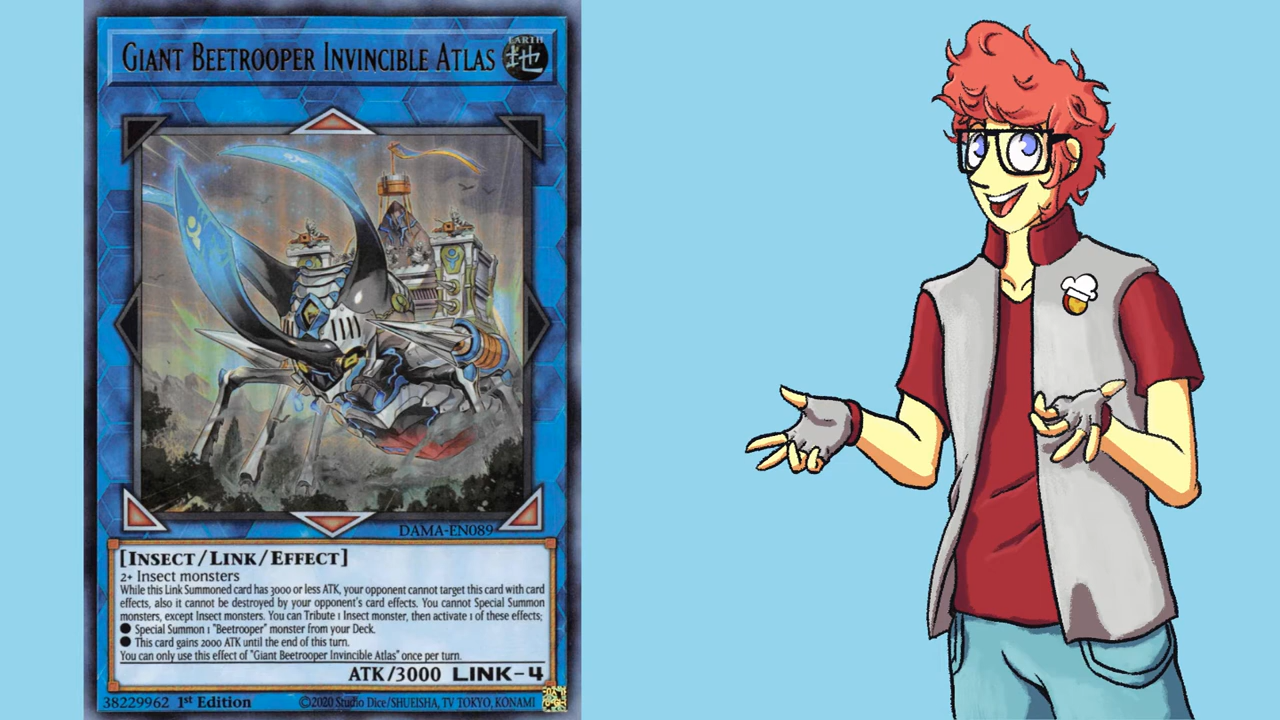 GIANT BEETROOPER INVINCIBLE ATLAS
EARTH
地
DAMA-EN089
[INSECT/LINK/EFFECT]
2+ Insect monsters
While this Link Summoned card has 3000 or less ATK, your opponent cannot target this card with card
effects, also it cannot be destroyed by your opponent's card effects. You cannot Special Summon
monsters, except Insect monsters. You can Tribute 1 Insect monster, then activate 1 of these effects;
● Special Summon 1 "Beetrooper" monster from your Deck.
● This card gains 2000 ATK until the end of this turn.
You can only use this effect of "Giant Beetrooper Invincible Atlas" once per turn.
ATK/3000 LINK-4
38229962 1st Edition ©2020 Studio Dice/SHUEISHA, TV TOKYO, KONAMI